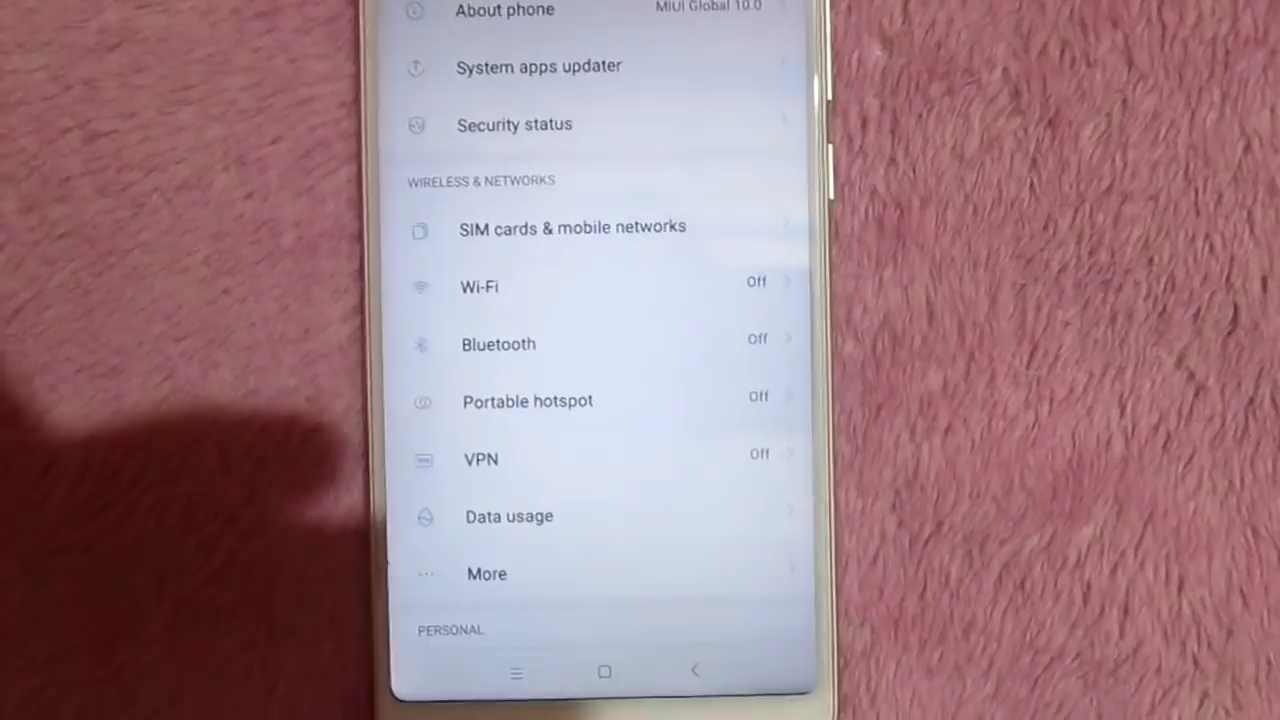 About phone MIUI Global 10.0
System apps updater
Security status
WIRELESS & NETWORKS
SIM cards & mobile networks
Wi-Fi Off
Bluetooth Off
Portable hotspot Off
VPN Off
Data usage
More
PERSONAL